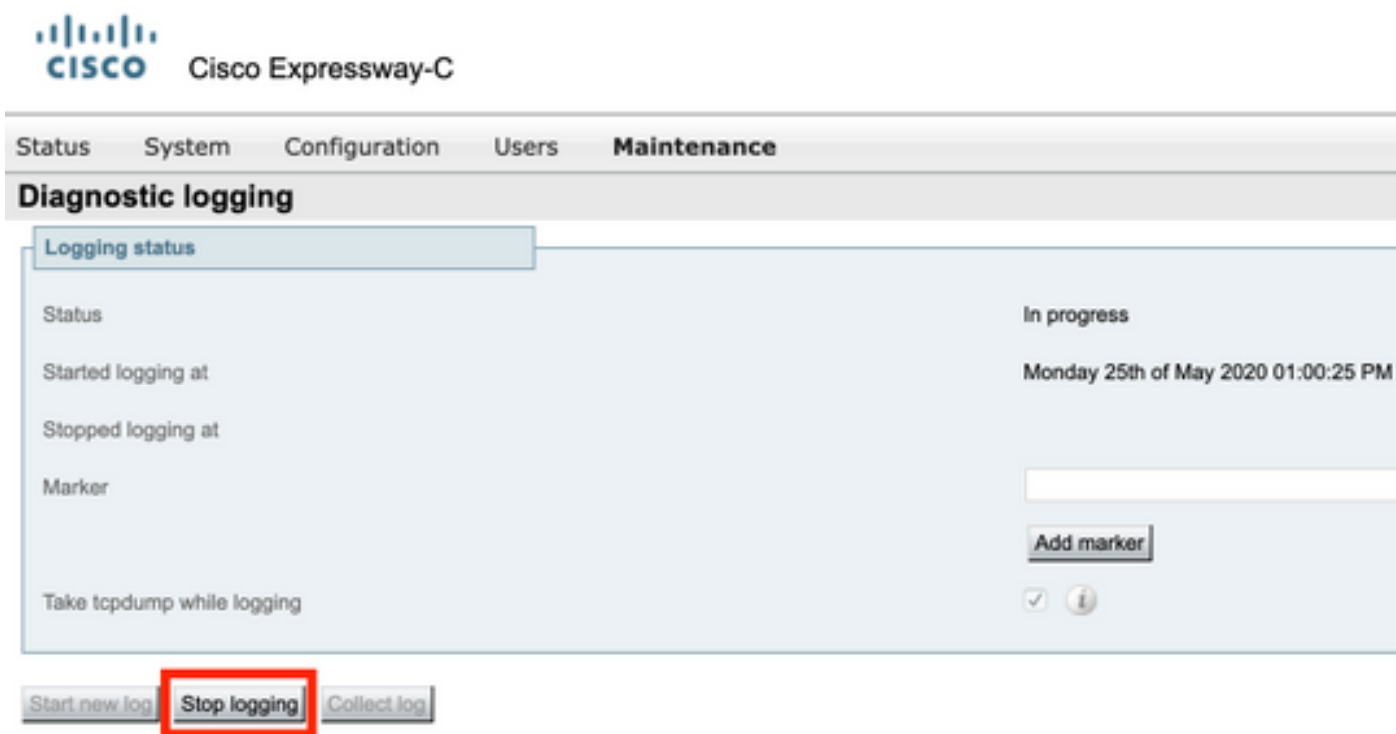 CISCO Cisco Expressway-C
Status System Configuration Users Maintenance
Diagnostic logging
Logging status
Status In progress
Started logging at Monday 25th of May 2020 01:00:25 PM
Stopped logging at
Marker
Add marker
Take tcpdump while logging i
Start new log Stop logging Collect log